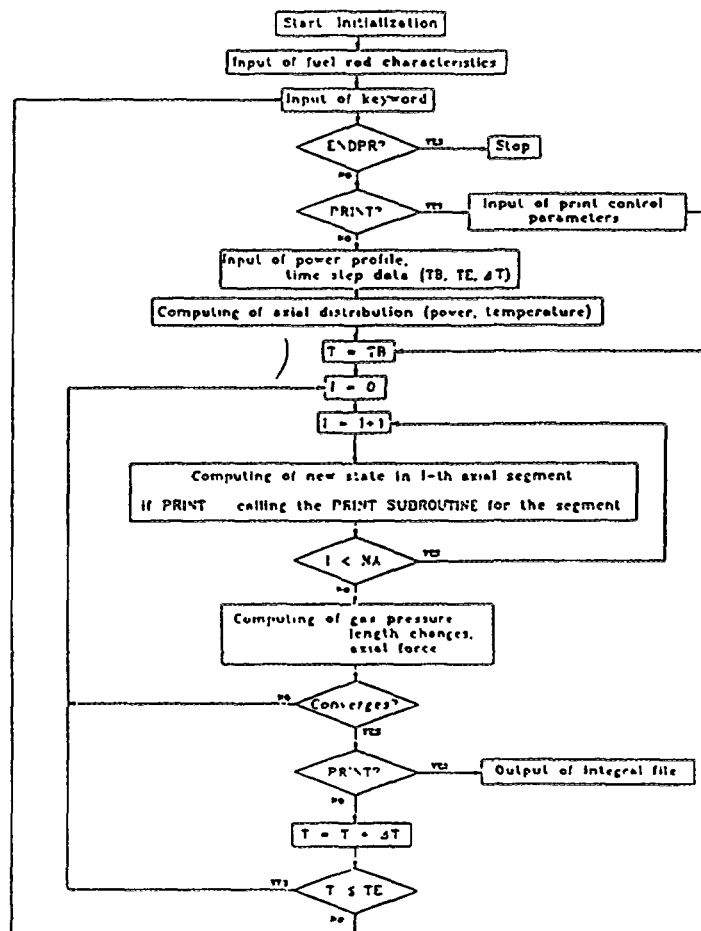 Start Initialization
Input of fuel rod characteristics
Input of keyword
ENDPR?
YES
Stop
NO
PRINT?
YES
Input of print control
parameters
NO
Input of power profile,
time step data (TB, TE, ΔT)
Computing of axial distribution (power, temperature)
T = TB
I = 0
I = I+1
Computing of new state in I-th axial segment
if PRINT calling the PRINT SUBROUTINE for the segment
I < NA
YES
NO
Computing of gas pressure
length changes,
axial force
NO
Converges?
YES
PRINT?
YES
Output of integral file
NO
T = T + ΔT
YES
T ≤ TE
NO